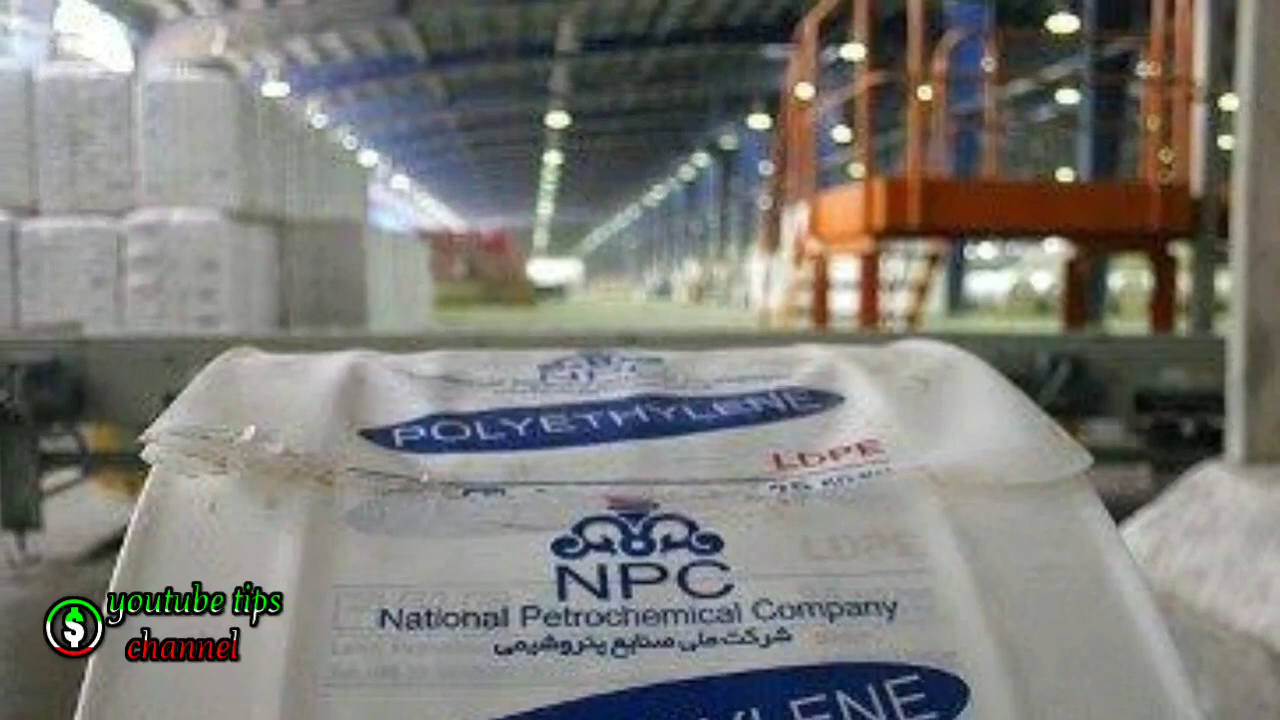 POLYETHYLENE
LDPE
NPC
National Petrochemical Company
شرکت ملی صنایع پتروشیمی
youtube tips
channel